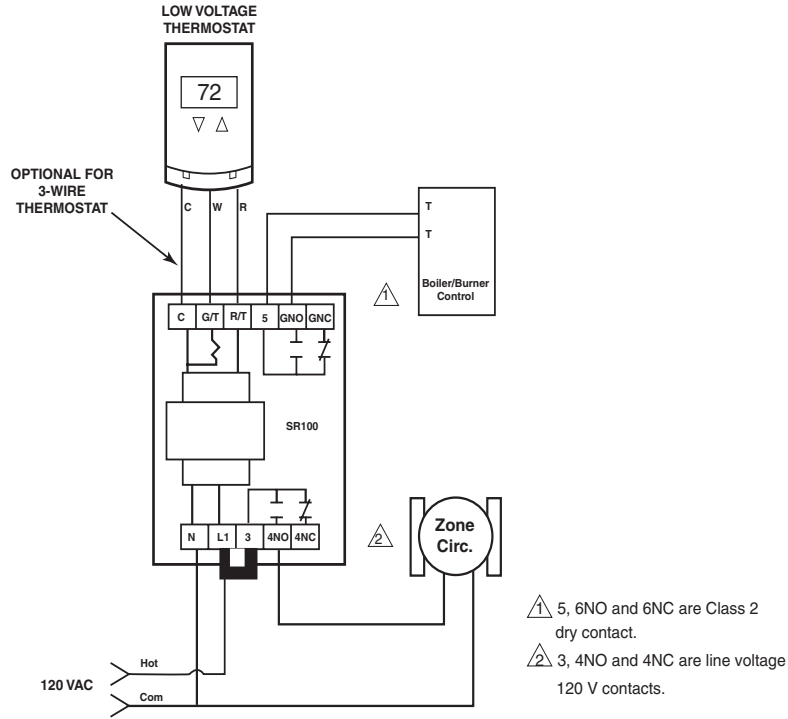 LOW VOLTAGE
THERMOSTAT
72
OPTIONAL FOR
3-WIRE
THERMOSTAT
C W R
T
T
Boiler/Burner
Control
1
C G/T R/T 5 GNO GNC
SR100
N L1 3 4NO 4NC
2
Zone
Circ.
1 5, 6NO and 6NC are Class 2
dry contact.
2 3, 4NO and 4NC are line voltage
120 V contacts.
Hot
120 VAC
Com